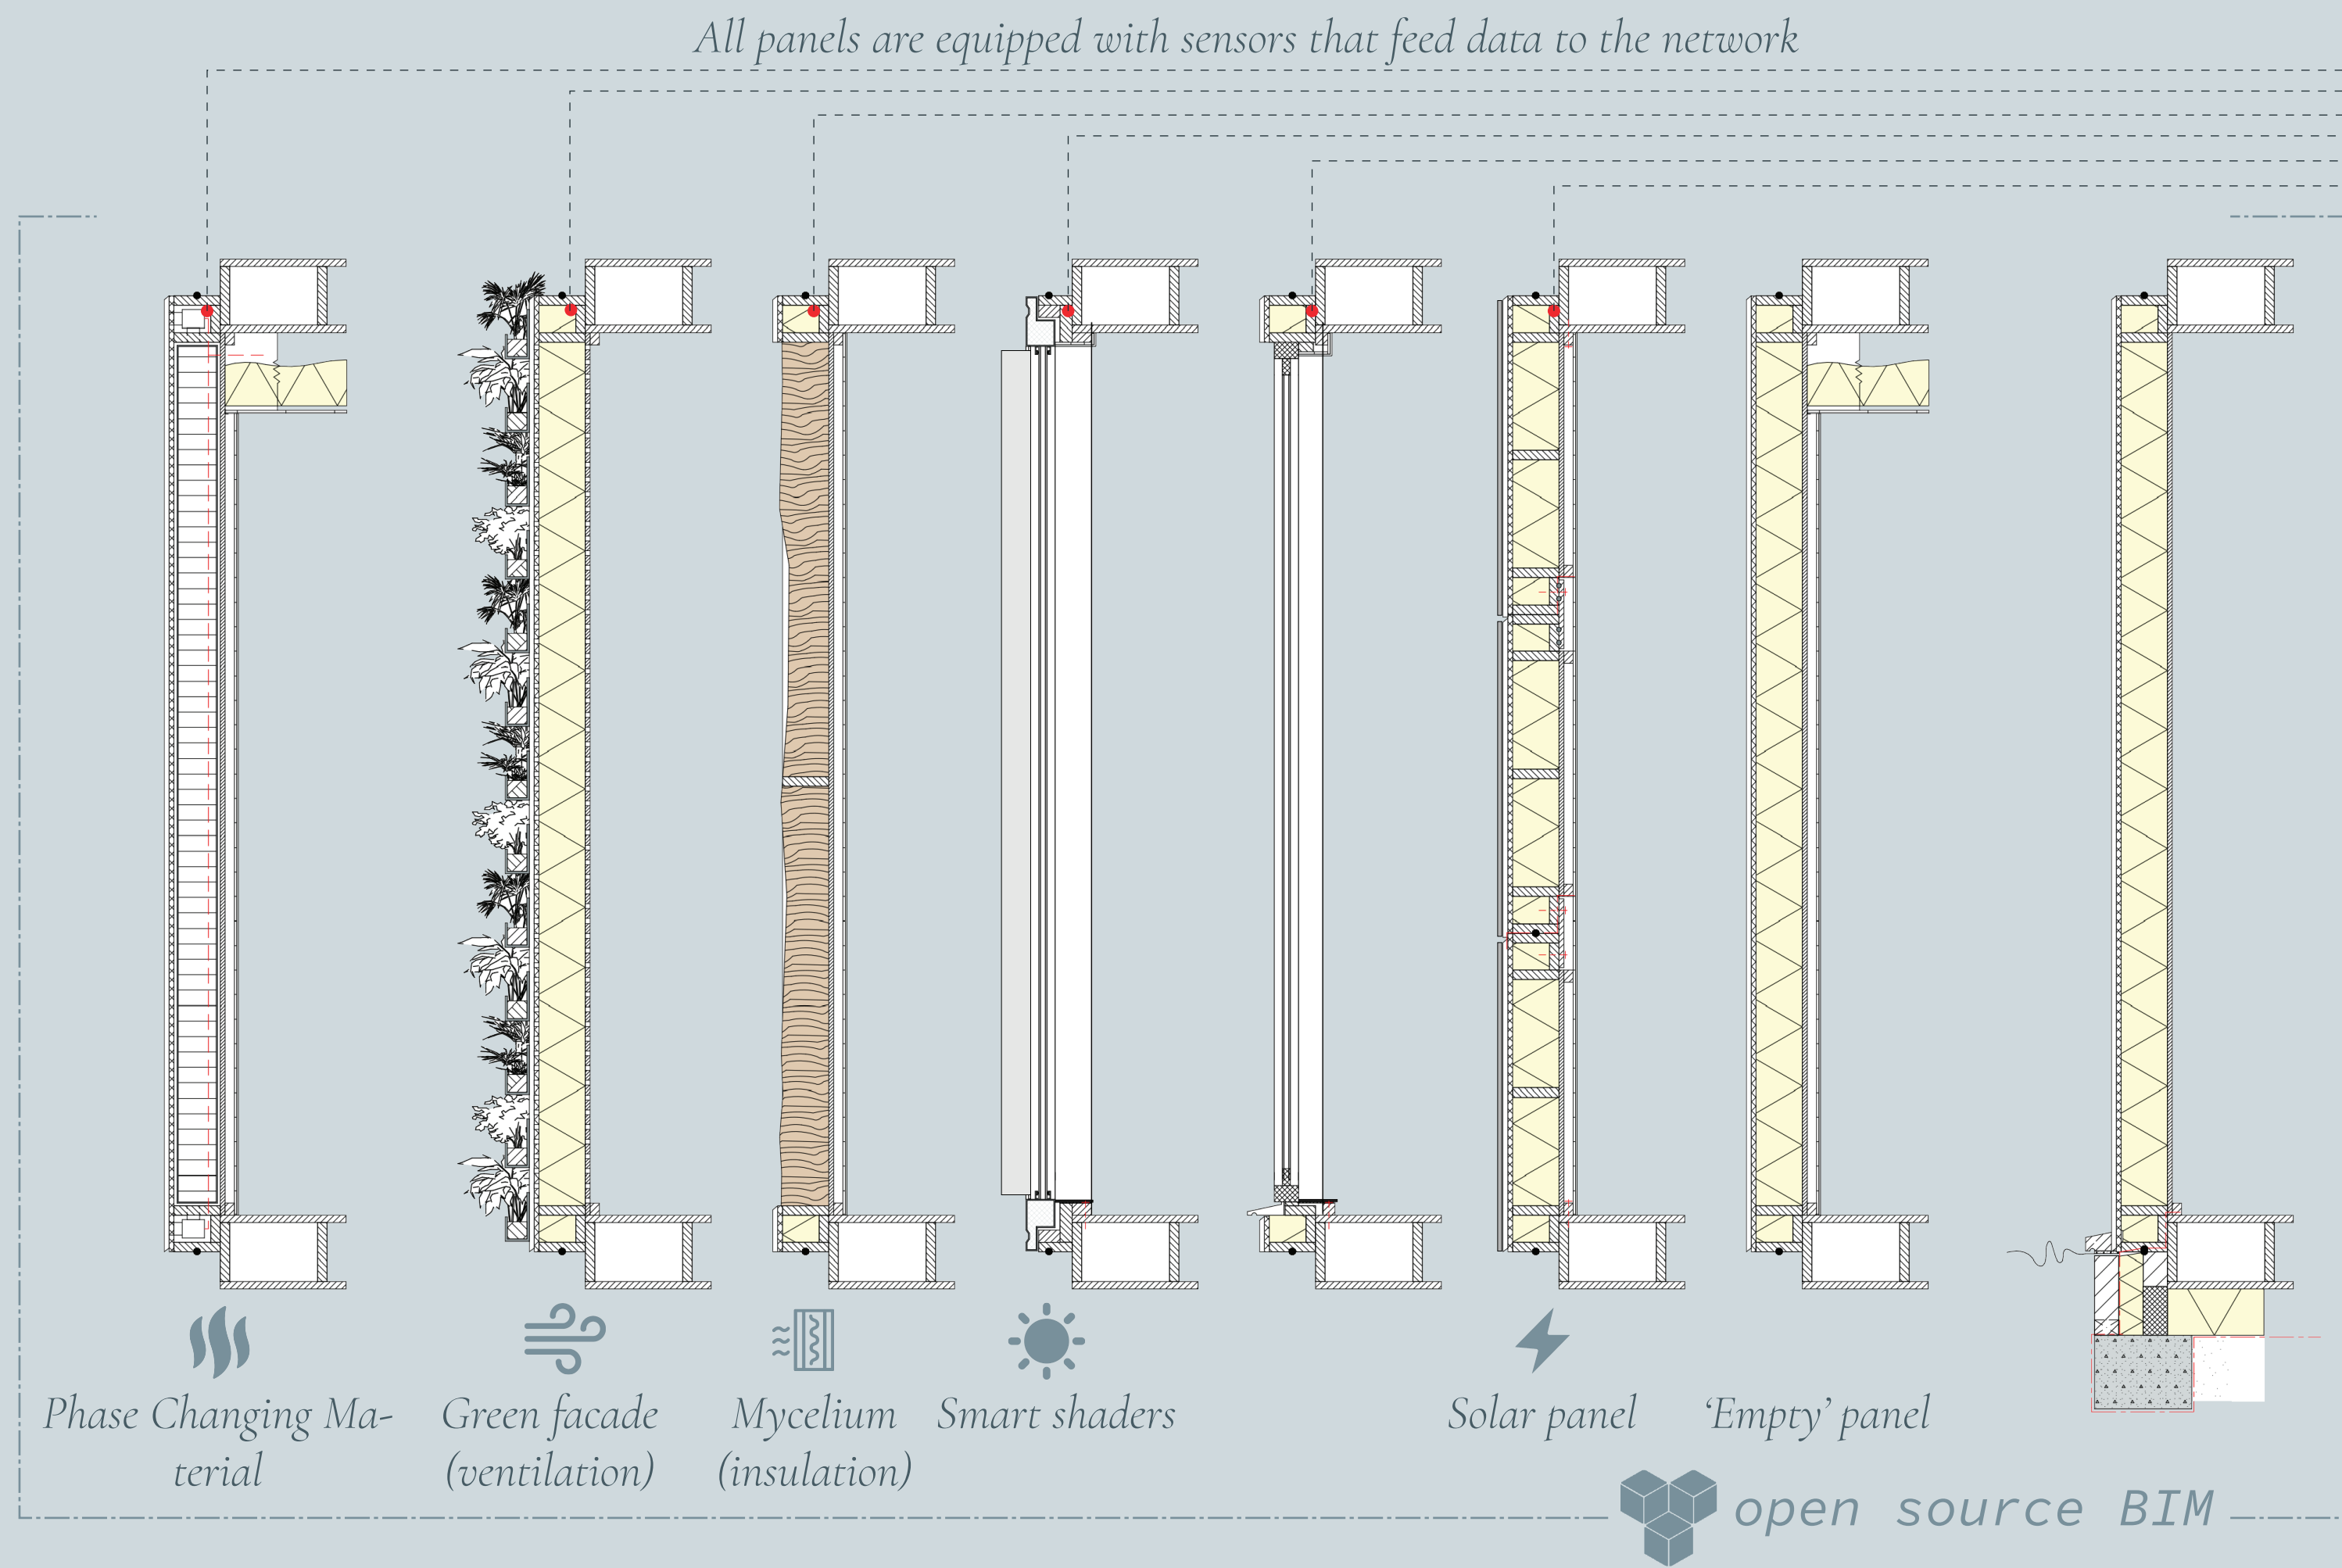 All panels are equipped with sensors that feed data to the network
Phase Changing Ma-
terial
Green facade
(ventilation)
Mycelium
(insulation)
Smart shaders
Solar panel
‘Empty’ panel
open source BIM